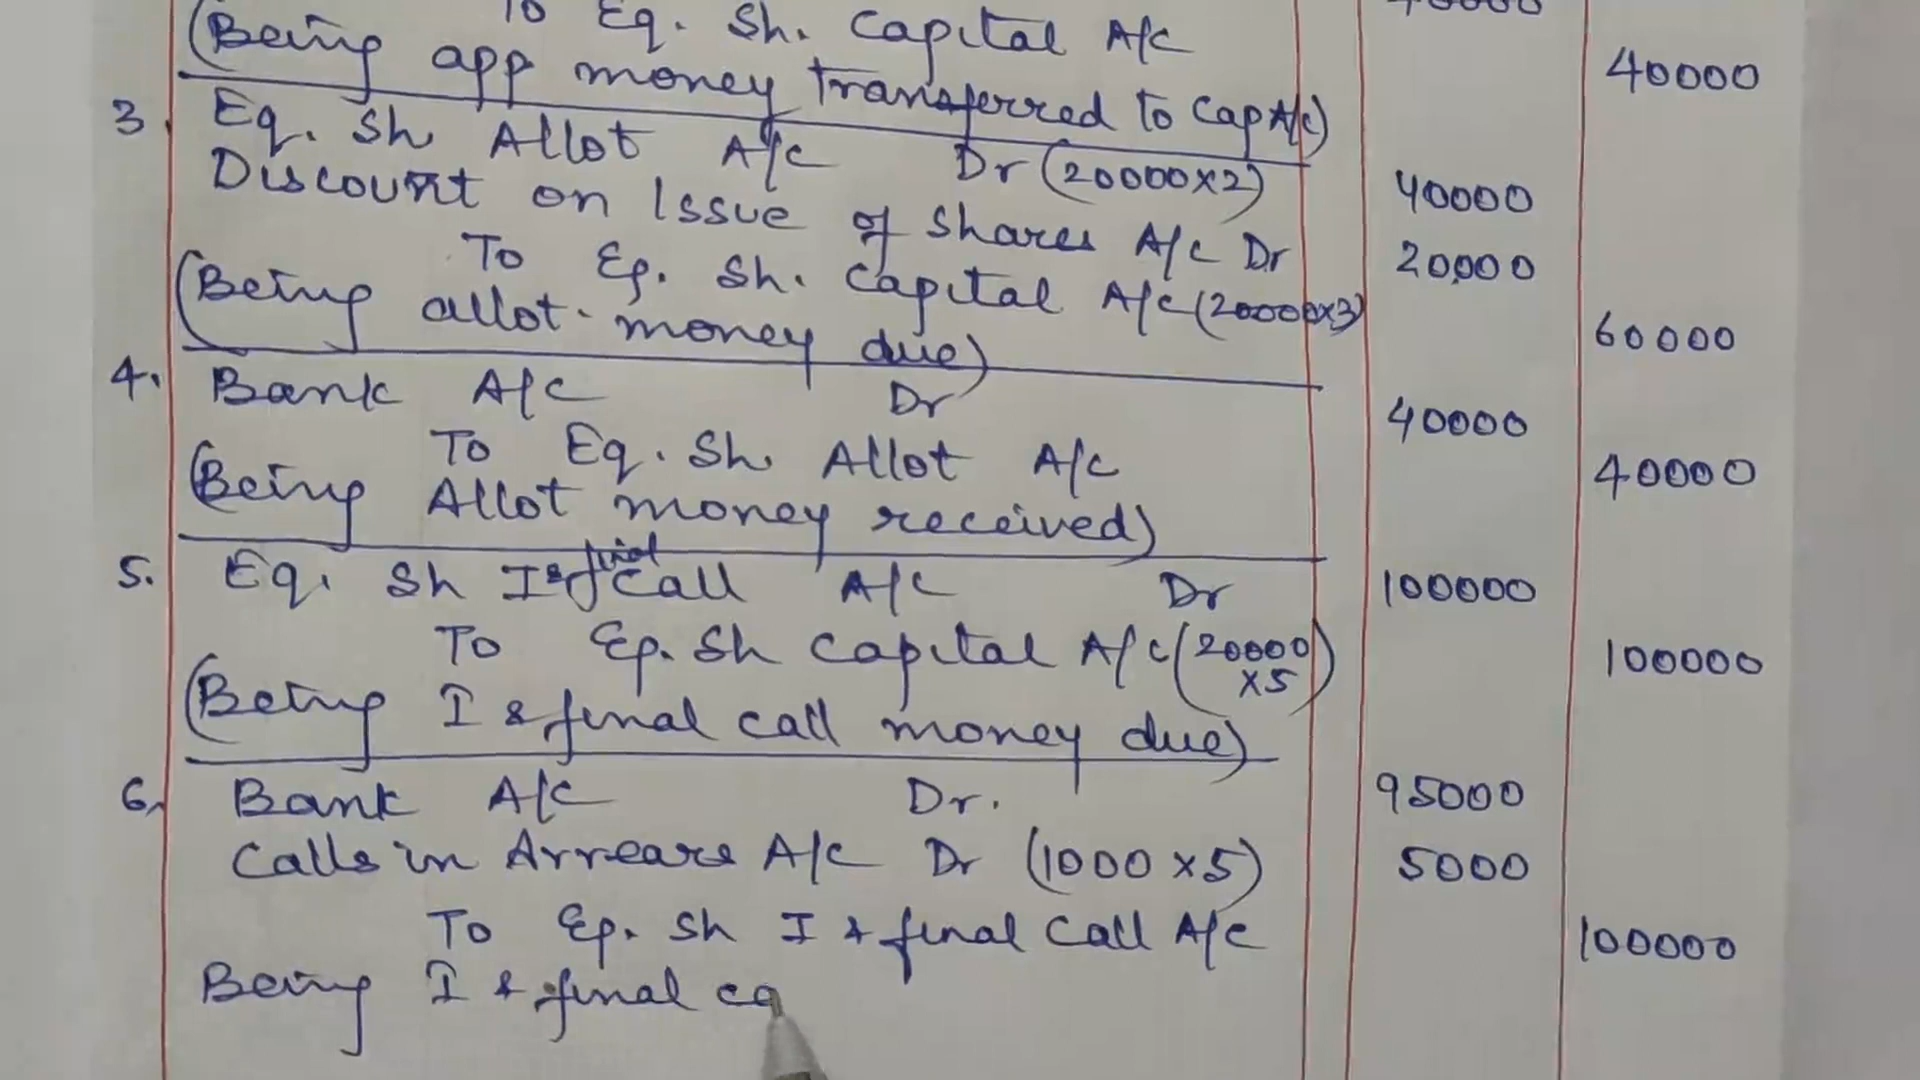 To Eq. Sh. Capital A/c 40000
(Being app money transferred to Cap A/c) 40000
3. Eq. Sh Allot A/c Dr (20000x2) 40000
Discount on Issue of Shares A/c Dr 20000
To Eq. Sh. Capital A/c (20000x3) 60000
(Being allot. money due)
4. Bank A/c Dr 40000
To Eq. Sh. Allot A/c 40000
(Being Allot money received)
5. Eq. Sh I & final Call A/c Dr 100000
To Eq. Sh Capital A/c (20000 x5) 100000
(Being I & final call money due)
6. Bank A/c Dr. 95000
Calls in Arrears A/c Dr (1000 x5) 5000
To Eq. Sh I & final Call A/c 100000
Being I & final ca